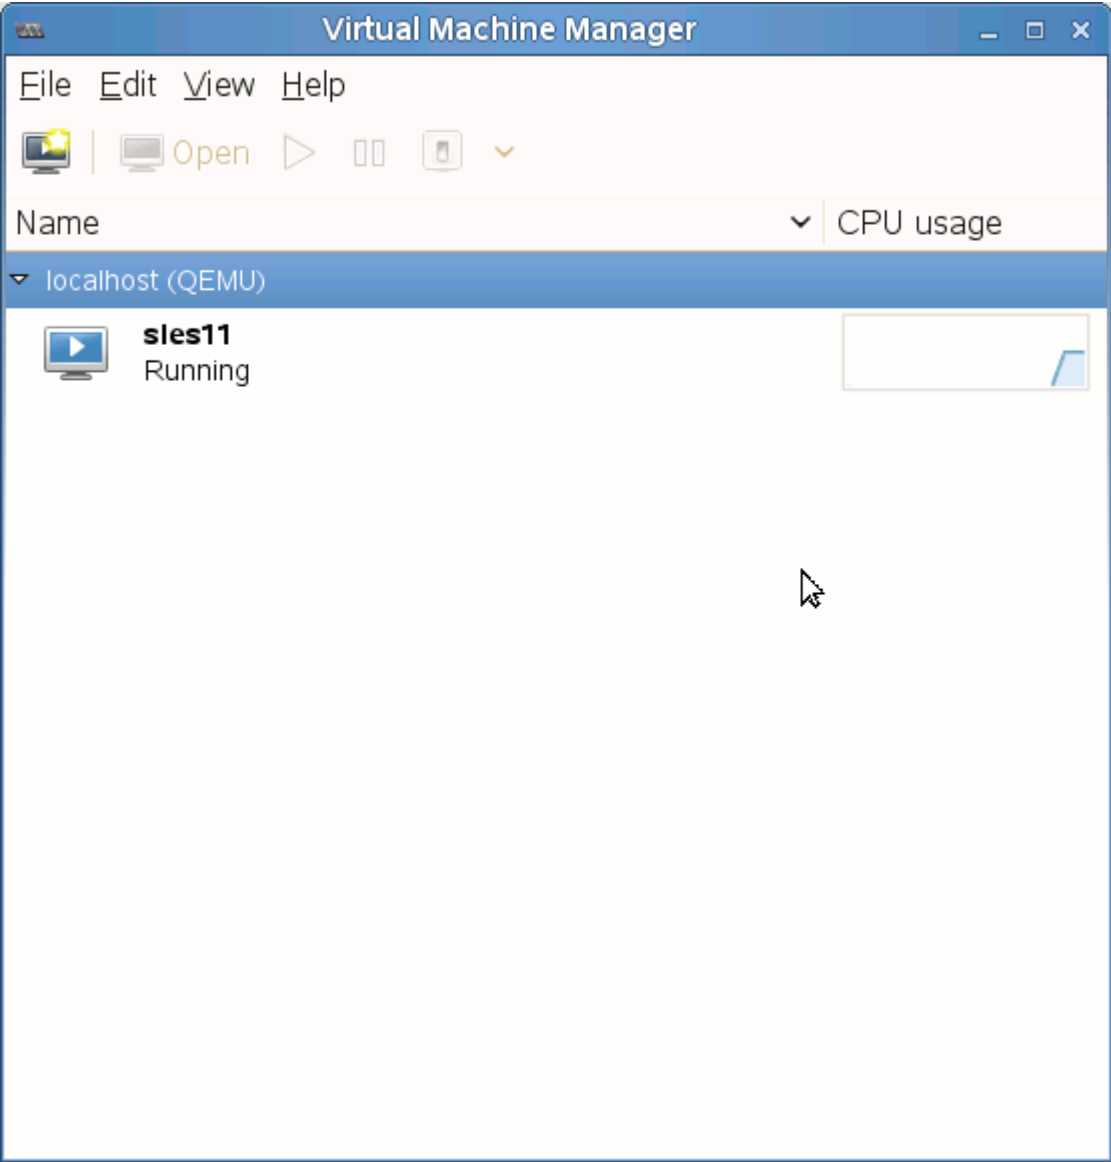 Virtual Machine Manager
File Edit View Help
Open
Name CPU usage
localhost (QEMU)
sles11
Running